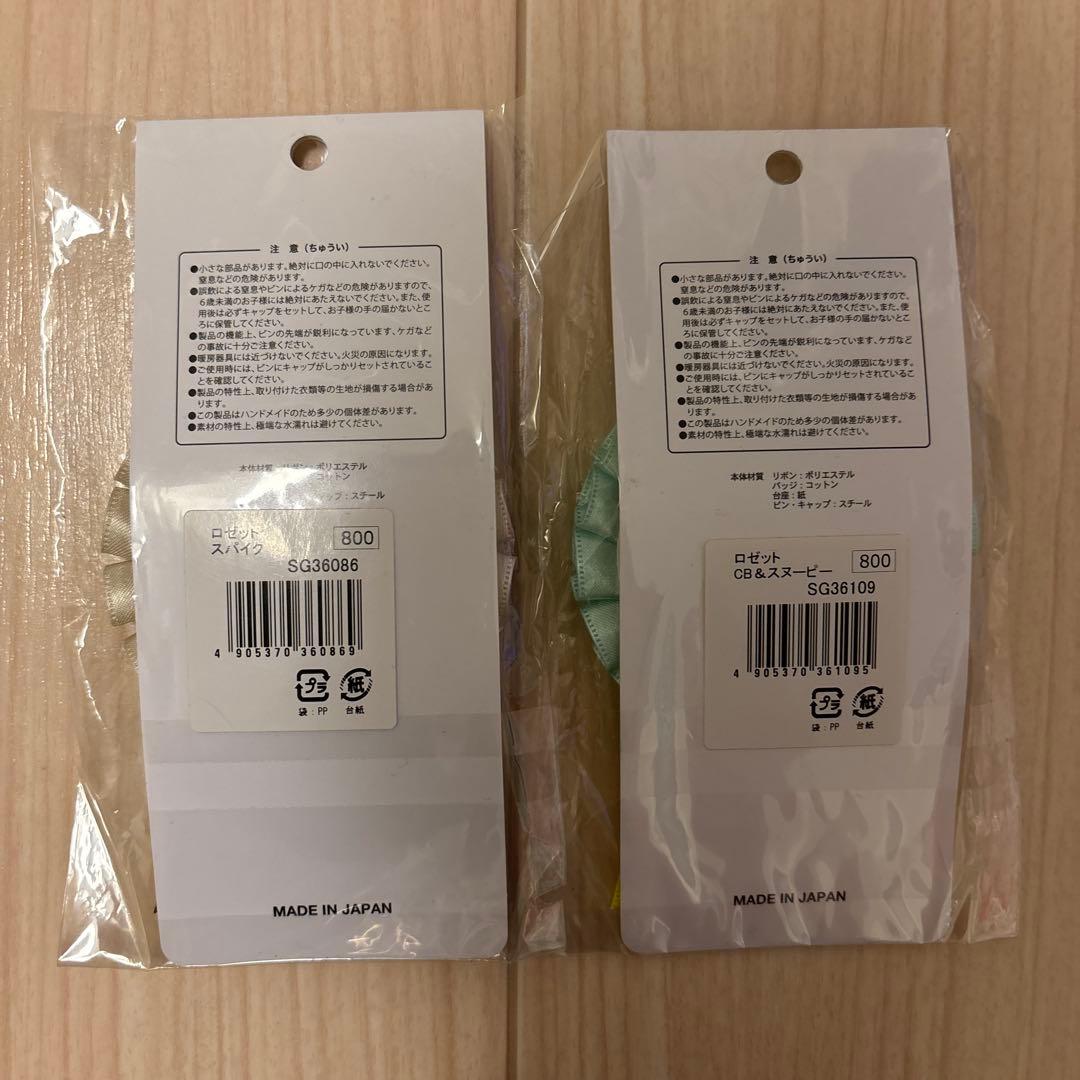 注 意（ちゅうい）
●小さな部品があります。絶対に口の中に入れないでください。
窒息などの危険があります。
●誤飲による窒息やピンによるケガなどの危険がありますので、
6歳未満のお子様には絶対にあたえないでください。また、使
用後は必ずキャップをセットして、お子様の手の届かないとこ
ろに保管してください。
●製品の機能上、ピンの先端が鋭利になっています、ケガなど
の事故に十分ご注意ください。
●暖房器具には近づけないでください。火災の原因になります。
●ご使用時には、ピンにキャップがしっかりセットされているこ
とを確認してください。
●製品の特性上、取り付けた衣類等の生地が損傷する場合があ
ります。
●この製品はハンドメイドのため多少の個体差があります。
●素材の特性上、極端な水濡れは避けてください。
本体材質 リボン：ポリエステル
コットン
ャップ：スチール
ロゼット
スパイク
800
SG36086
4 905370 360869
プラ 紙
袋：PP 台紙
MADE IN JAPAN
注 意（ちゅうい）
●小さな部品があります。絶対に口の中に入れないでください。
窒息などの危険があります。
●誤飲による窒息やピンによるケガなどの危険がありますので、
6歳未満のお子様には絶対にあたえないでください。また、使
用後は必ずキャップをセットして、お子様の手の届かないとこ
ろに保管してください。
●製品の機能上、ピンの先端が鋭利になっています、ケガなど
の事故に十分ご注意ください。
●暖房器具には近づけないでください。火災の原因になります。
●ご使用時には、ピンにキャップがしっかりセットされているこ
とを確認してください。
●製品の特性上、取り付けた衣類等の生地が損傷する場合があ
ります。
●この製品はハンドメイドのため多少の個体差があります。
●素材の特性上、極端な水濡れは避けてください。
本体材質 リボン：ポリエステル
バッジ：コットン
台座：紙
ピン・キャップ：スチール
ロゼット
CB＆スヌーピー
800
SG36109
4 905370 361095
プラ 紙
袋：PP 台紙
MADE IN JAPAN